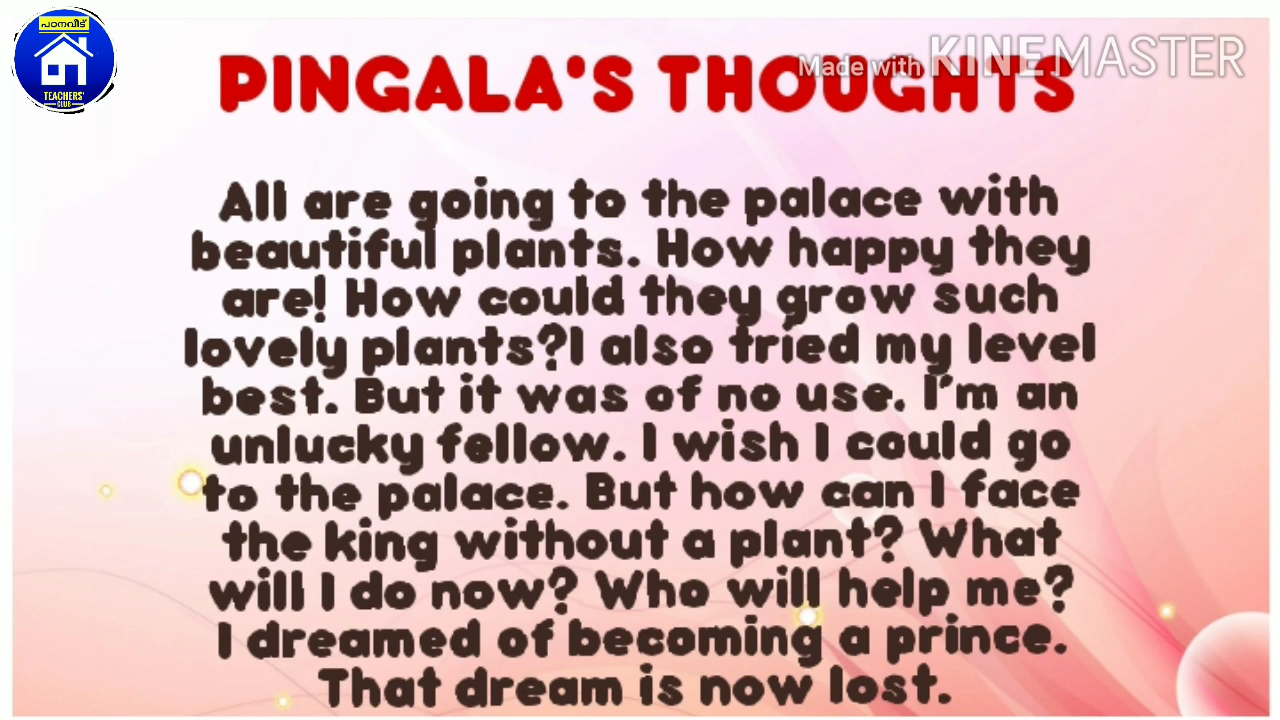 പഠനവീട്
TEACHERS'
CLUB
Made with KINEMASTER
PINGALA'S THOUGHTS
All are going to the palace with
beautiful plants. How happy they
are! How could they grow such
lovely plants?I also tried my level
best. But it was of no use. I'm an
unlucky fellow. I wish I could go
to the palace. But how can I face
the king without a plant? What
will I do now? Who will help me?
I dreamed of becoming a prince.
That dream is now lost.